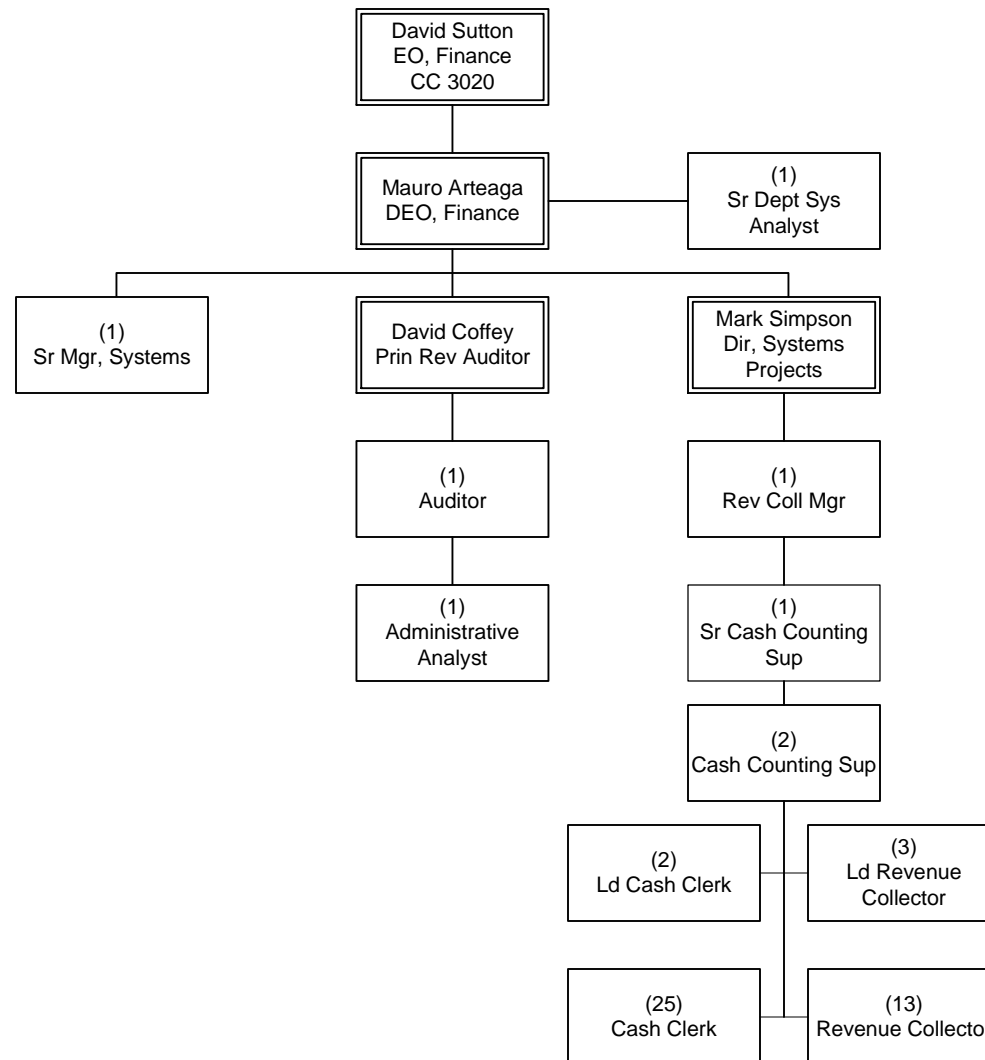 David Sutton
EO, Finance
CC 3020
Mauro Arteaga
DEO, Finance
(1)
Sr Dept Sys
Analyst
(1)
Sr Mgr, Systems
David Coffey
Prin Rev Auditor
Mark Simpson
Dir, Systems
Projects
(1)
Auditor
(1)
Rev Coll Mgr
(1)
Administrative
Analyst
(1)
Sr Cash Counting
Sup
(2)
Cash Counting Sup
(2)
Ld Cash Clerk
(3)
Ld Revenue
Collector
(25)
Cash Clerk
(13)
Revenue Collecto